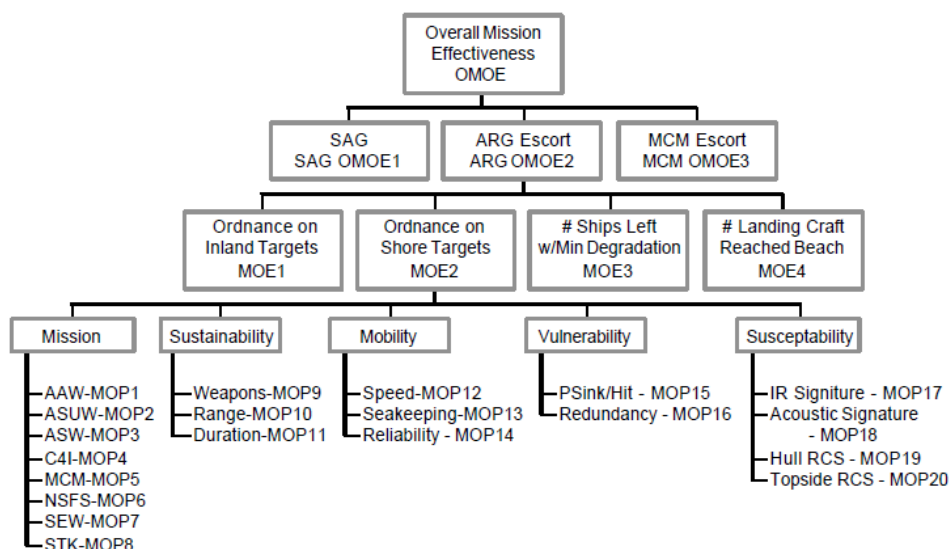 Overall Mission
Effectiveness
OMOE
SAG
SAG OMOE1
ARG Escort
ARG OMOE2
MCM Escort
MCM OMOE3
Ordnance on
Inland Targets
MOE1
Ordnance on
Shore Targets
MOE2
# Ships Left
w/Min Degradation
MOE3
# Landing Craft
Reached Beach
MOE4
Mission
AAW-MOP1
ASUW-MOP2
ASW-MOP3
C4I-MOP4
MCM-MOP5
NSFS-MOP6
SEW-MOP7
STK-MOP8
Sustainability
Weapons-MOP9
Range-MOP10
Duration-MOP11
Mobility
Speed-MOP12
Seakeeping-MOP13
Reliability - MOP14
Vulnerability
PSink/Hit - MOP15
Redundancy - MOP16
Susceptability
IR Signiture - MOP17
Acoustic Signature
- MOP18
Hull RCS - MOP19
Topside RCS - MOP20